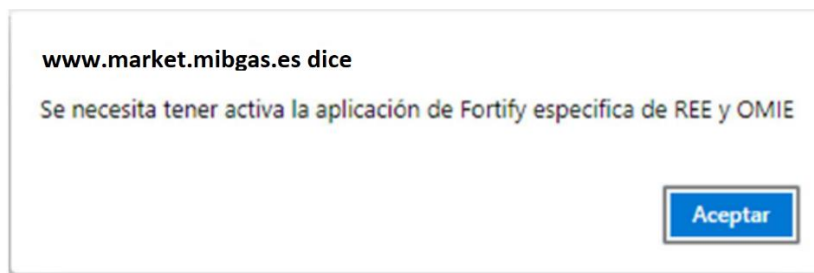 www.market.mibgas.es dice
Se necesita tener activa la aplicación de Fortify especifica de REE y OMIE
Aceptar